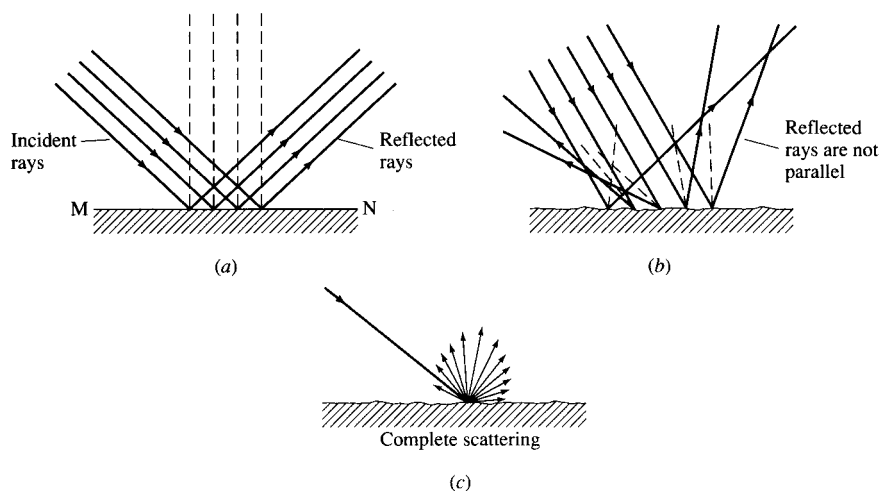 Incident
rays
Reflected
rays
M
N
(a)
Reflected
rays are not
parallel
(b)
Complete scattering
(c)